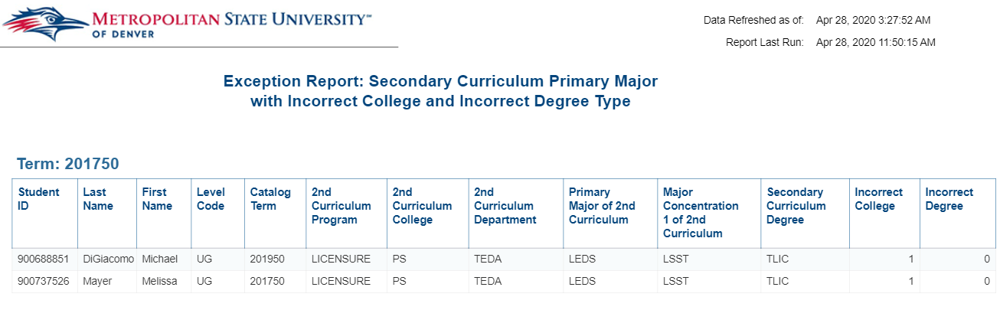 METROPOLITAN STATE UNIVERSITY℠
OF DENVER
Data Refreshed as of: Apr 28, 2020 3:27:52 AM
Report Last Run: Apr 28, 2020 11:50:15 AM
Exception Report: Secondary Curriculum Primary Major
with Incorrect College and Incorrect Degree Type
Term: 201750
Student ID Last Name First Name Level Code Catalog Term 2nd Curriculum Program 2nd Curriculum College 2nd Curriculum Department Primary Major of 2nd Curriculum Major Concentration 1 of 2nd Curriculum Secondary Curriculum Degree Incorrect College Incorrect Degree
900688851 DiGiacomo Michael UG 201950 LICENSURE PS TEDA LEDS LSST TLIC 1 0
900737526 Mayer Melissa UG 201750 LICENSURE PS TEDA LEDS LSST TLIC 1 0